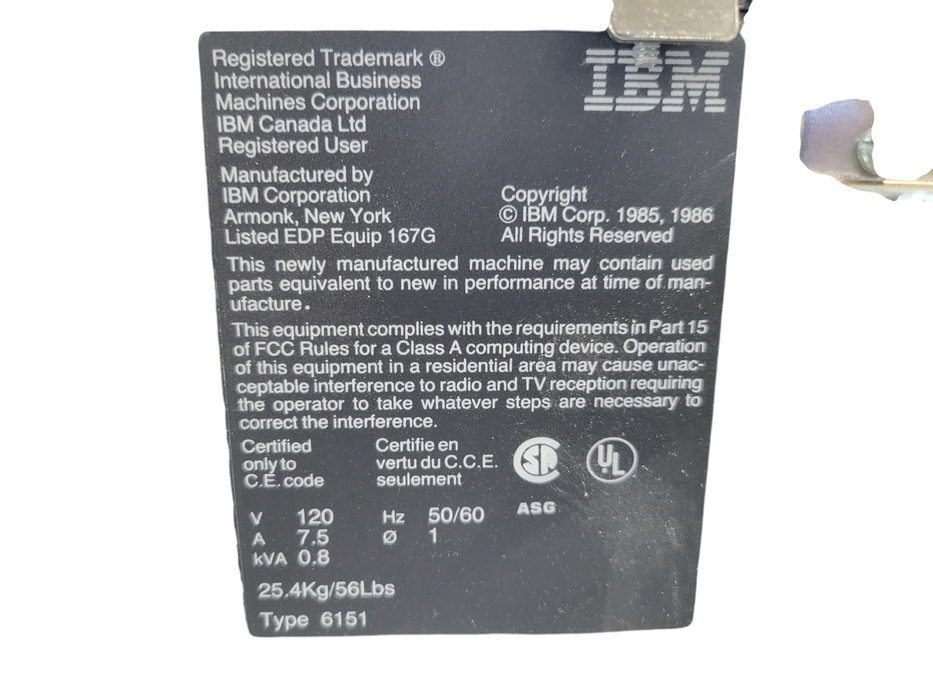 Registered Trademark ®
International Business
Machines Corporation
IBM Canada Ltd
Registered User
IBM
Manufactured by
IBM Corporation
Armonk, New York
Listed EDP Equip 167G
Copyright
© IBM Corp. 1985, 1986
All Rights Reserved
This newly manufactured machine may contain used
parts equivalent to new in performance at time of man-
ufacture.
This equipment complies with the requirements in Part 15
of FCC Rules for a Class A computing device. Operation
of this equipment in a residential area may cause unac-
ceptable interference to radio and TV reception requiring
the operator to take whatever steps are necessary to
correct the interference.
Certified
only to
C.E. code
Certifie en
vertu du C.C.E.
seulement
SA
UL
ASG
V 120
A 7.5
kVA 0.8
Hz 50/60
Ø 1
25.4Kg/56Lbs
Type 6151